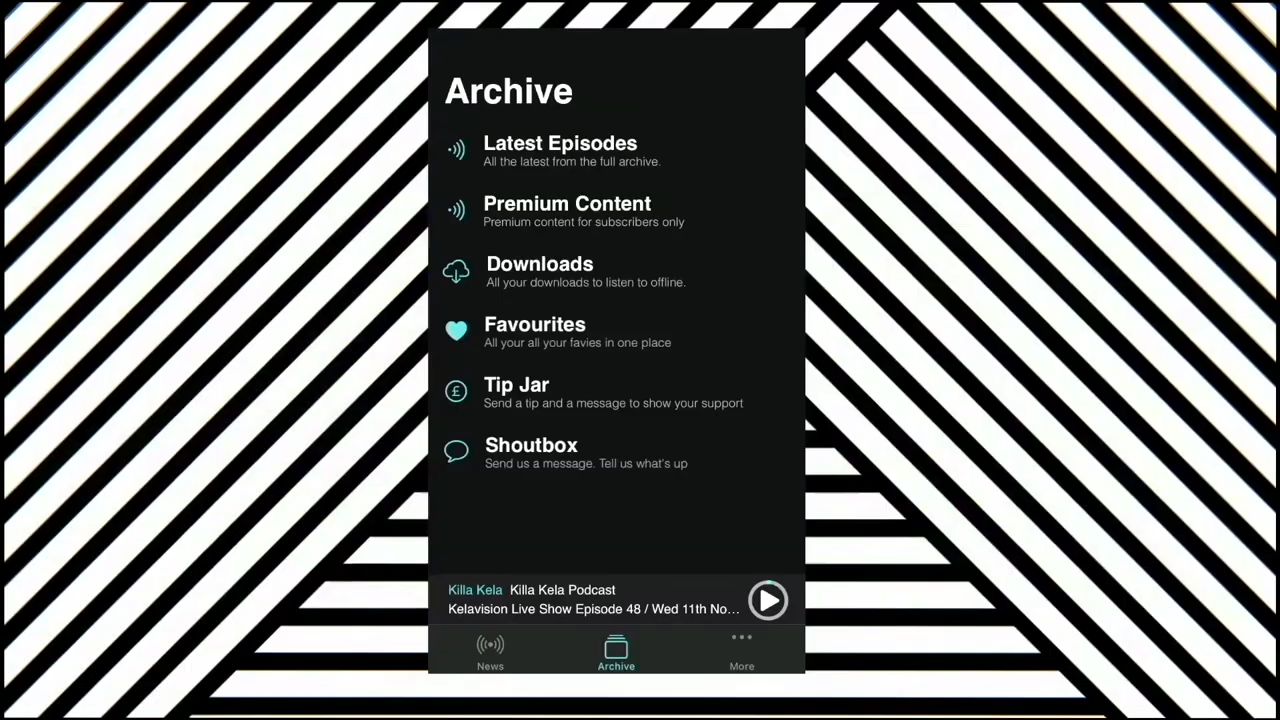 Archive
Latest Episodes
All the latest from the full archive.
Premium Content
Premium content for subscribers only
Downloads
All your downloads to listen to offline.
Favourites
All your all your favies in one place
£
Tip Jar
Send a tip and a message to show your support
Shoutbox
Send us a message. Tell us what's up
Killa Kela Killa Kela Podcast
Kelavision Live Show Episode 48 / Wed 11th No...
News
Archive
More